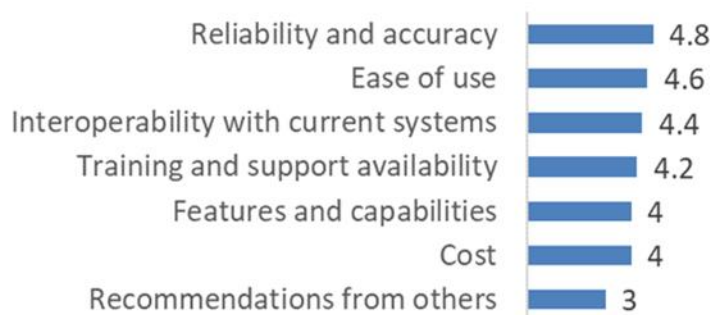 Reliability and accuracy 4.8
Ease of use 4.6
Interoperability with current systems 4.4
Training and support availability 4.2
Features and capabilities 4
Cost 4
Recommendations from others 3